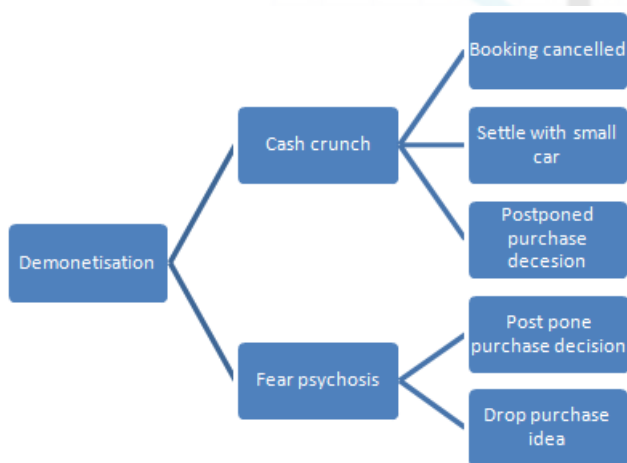 Booking cancelled
Cash crunch
Settle with small
car
Postponed
purchase
decesion
Demonetisation
Post pone
purchase decision
Fear psychosis
Drop purchase
idea